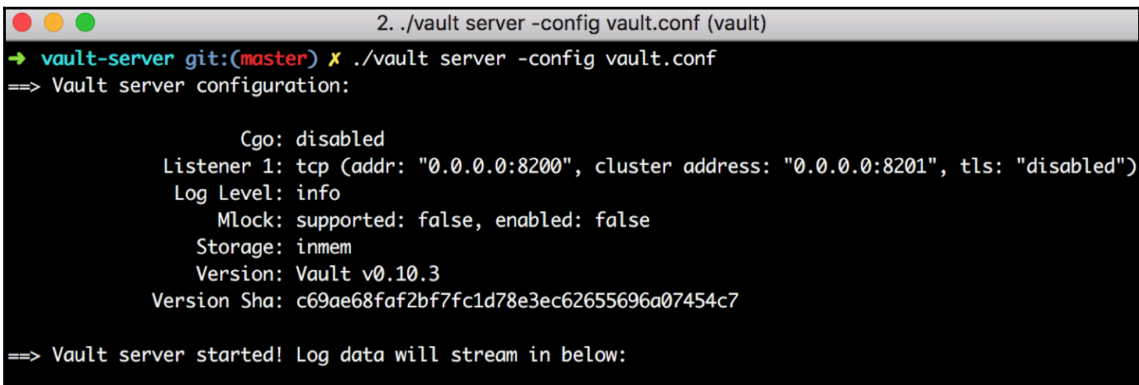 2. ./vault server -config vault.conf (vault)
➜ vault-server git:(master) ✗ ./vault server -config vault.conf
==> Vault server configuration:
Cgo: disabled
Listener 1: tcp (addr: "0.0.0.0:8200", cluster address: "0.0.0.0:8201", tls: "disabled")
Log Level: info
Mlock: supported: false, enabled: false
Storage: inmem
Version: Vault v0.10.3
Version Sha: c69ae68faf2bf7fc1d78e3ec62655696a07454c7
==> Vault server started! Log data will stream in below: